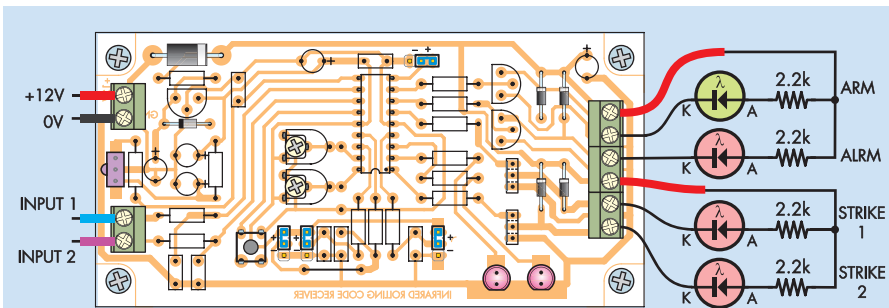 +12V
0V
INPUT 1
INPUT 2
INFRARED ROLLING CODE RECEIVER
+
+
+
+
+
- +
+
+
+
-
-
-
λ
K
A
2.2k
ARM
λ
K
A
2.2k
ALRM
λ
K
A
2.2k
STRIKE
1
λ
K
A
2.2k
STRIKE
2